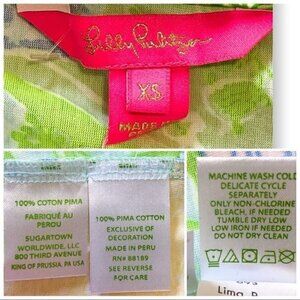 Lilly Pulitzer
XS
MADE IN
100% COTON PIMA
FABRIQUÉ AU
PEROU
SUGARTOWN
WORLDWIDE, LLC
800 THIRD AVENUE
KING OF PRUSSIA, PA USA
100% PIMA COTTON
EXCLUSIVE OF
DECORATION
MADE IN PERU
RN# 88189
SEE REVERSE
FOR CARE
MACHINE WASH COLD
DELICATE CYCLE
SEPARATELY
ONLY NON-CHLORINE
BLEACH, IF NEEDED
TUMBLE DRY LOW
LOW IRON IF NEEDED
DO NOT DRY CLEAN
Lima